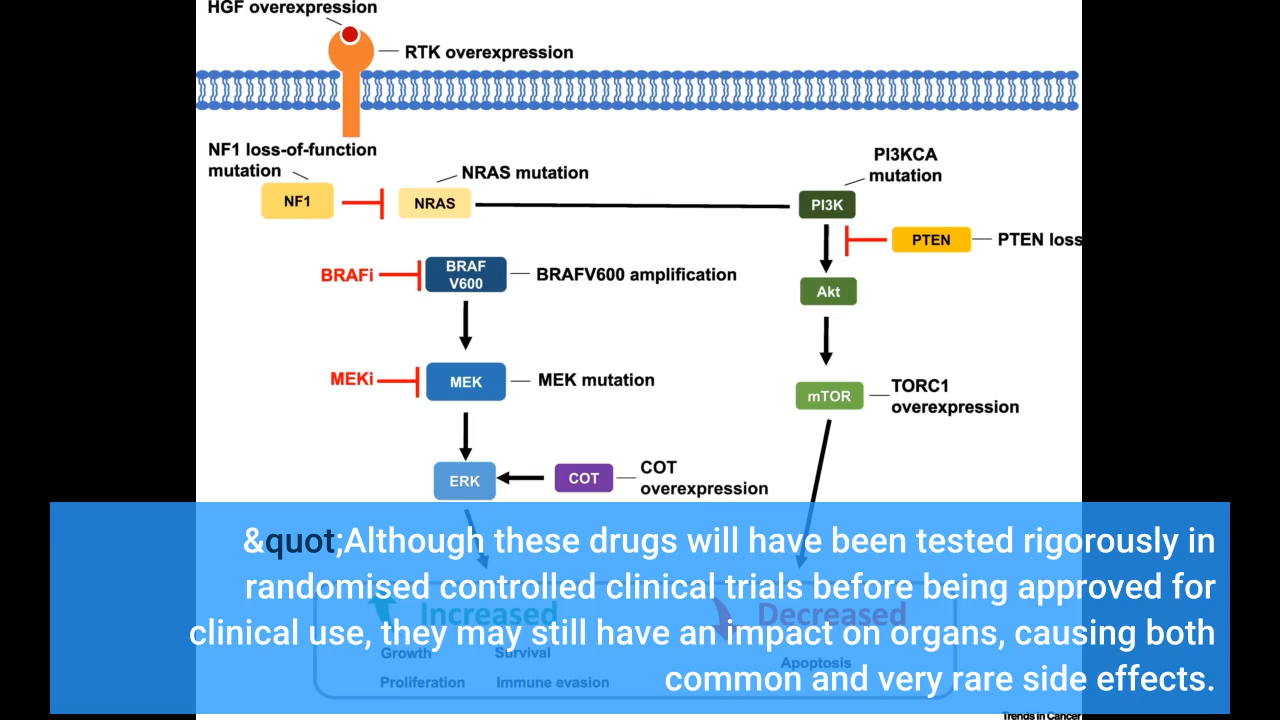 HGF overexpression
RTK overexpression
NF1 loss-of-function
mutation
NRAS mutation
PI3KCA
mutation
NF1
NRAS
PI3K
PTEN
PTEN loss
BRAFi
BRAF
V600
BRAFV600 amplification
Akt
MEKi
MEK
MEK mutation
mTOR
TORC1
overexpression
ERK
COT
COT
overexpression
&quot;Although these drugs will have been tested rigorously in
randomised controlled clinical trials before being approved for
clinical use, they may still have an impact on organs, causing both
common and very rare side effects.
Increased
Decreased
Growth
Survival
Apoptosis
Proliferation
Immune evasion
Trends in Cancer